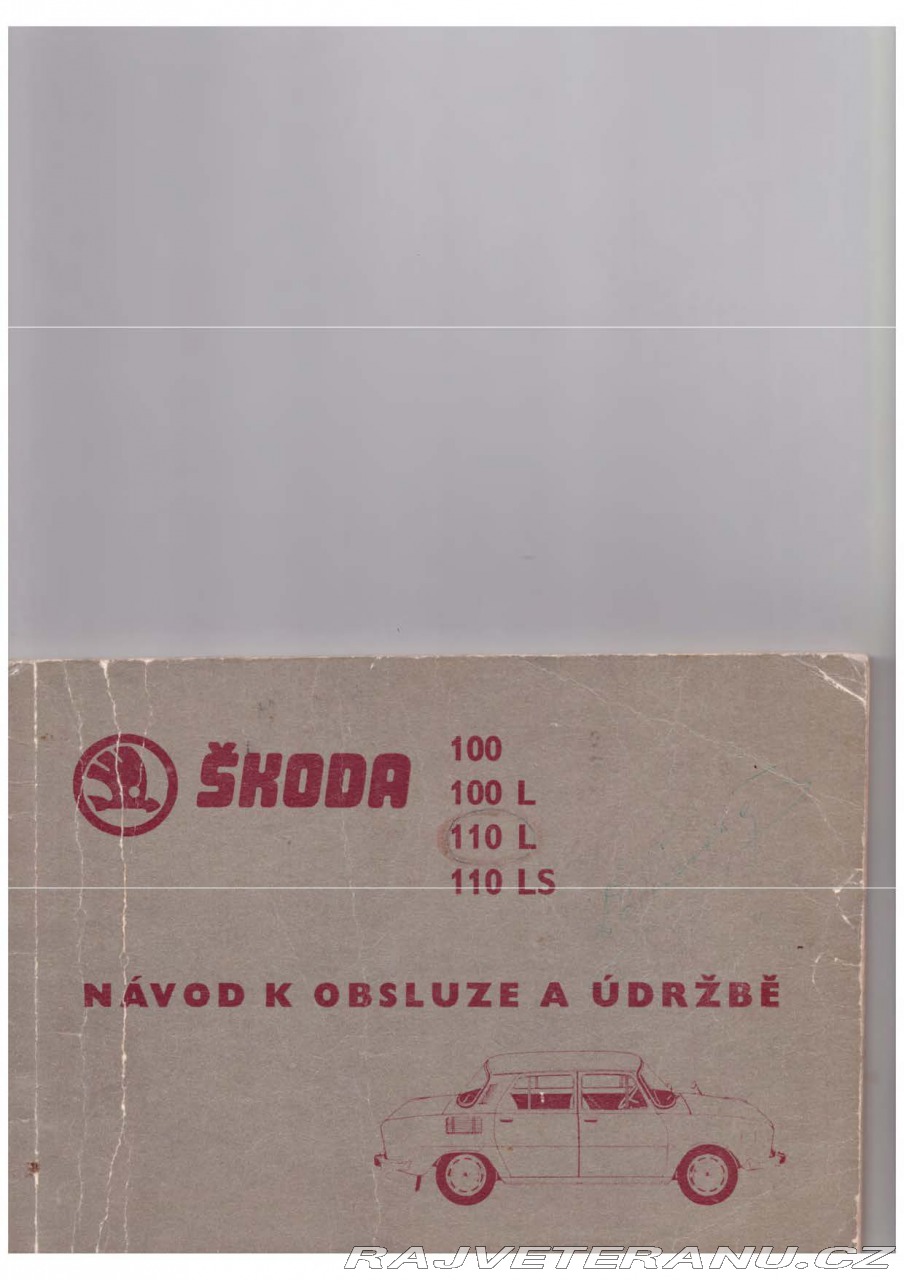 ŠKODA
100
100 L
110 L
110 LS
NÁVOD K OBSLUZE A ÚDRŽBĚ
RAJVETERANU.CZ